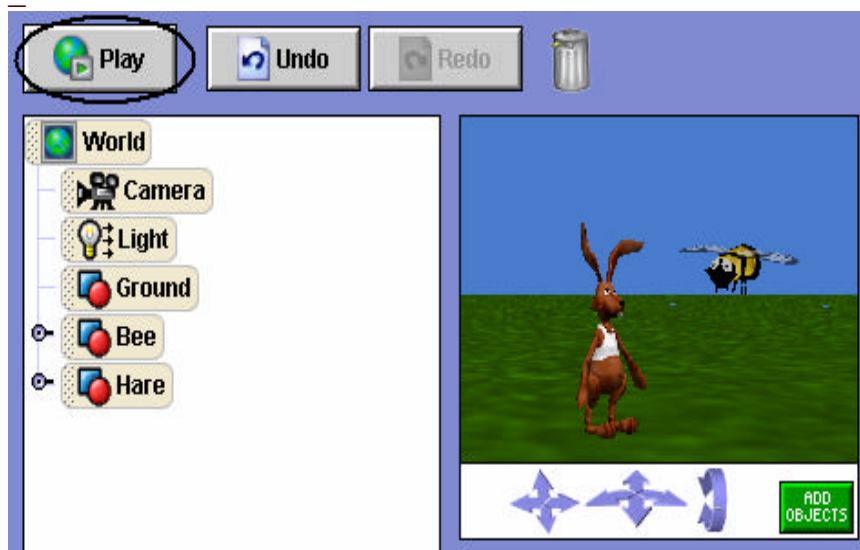 Play Undo Redo
World
Camera
Light
Ground
Bee
Hare
ADD
OBJECTS